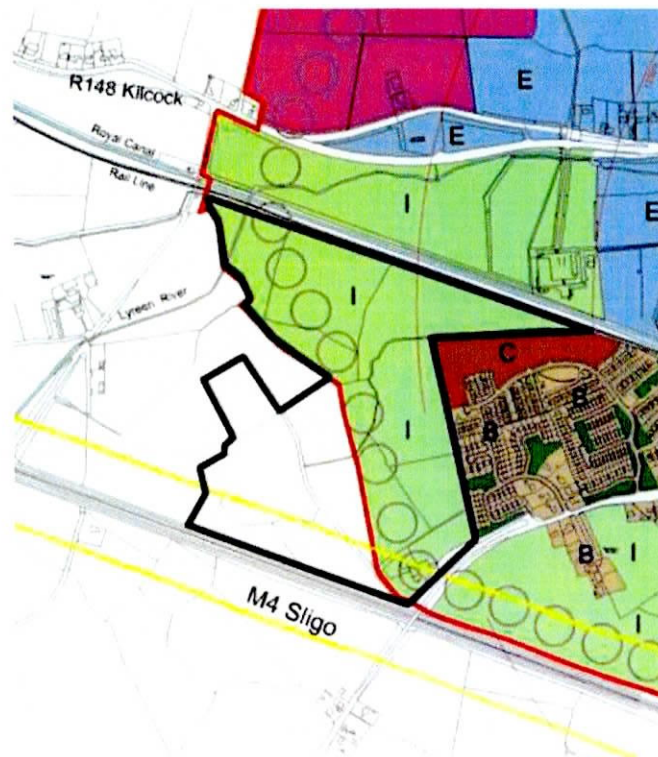 R148 Kilcock
E
E
Royal Canal
Rail Line
I
E
I
Lyreen River
C
B
B
I
B
I
I
M4 Sligo